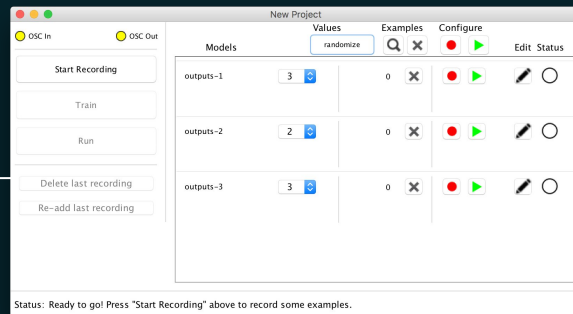 New Project
OSC In
OSC Out
Values
Examples
Configure
Models
randomize
Edit Status
Start Recording
Train
Run
Delete last recording
Re-add last recording
outputs-1 3 0
outputs-2 2 0
outputs-3 3 0
Status: Ready to go! Press "Start Recording" above to record some examples.